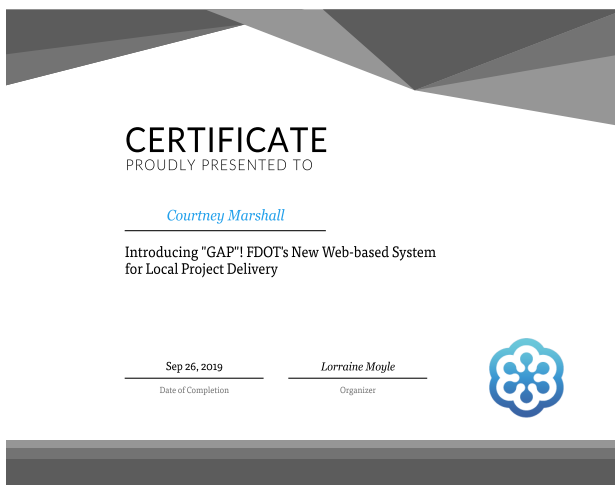 CERTIFICATE
PROUDLY PRESENTED TO
Courtney Marshall
Introducing "GAP"! FDOT's New Web-based System
for Local Project Delivery
Sep 26, 2019
Lorraine Moyle
Date of Completion
Organizer